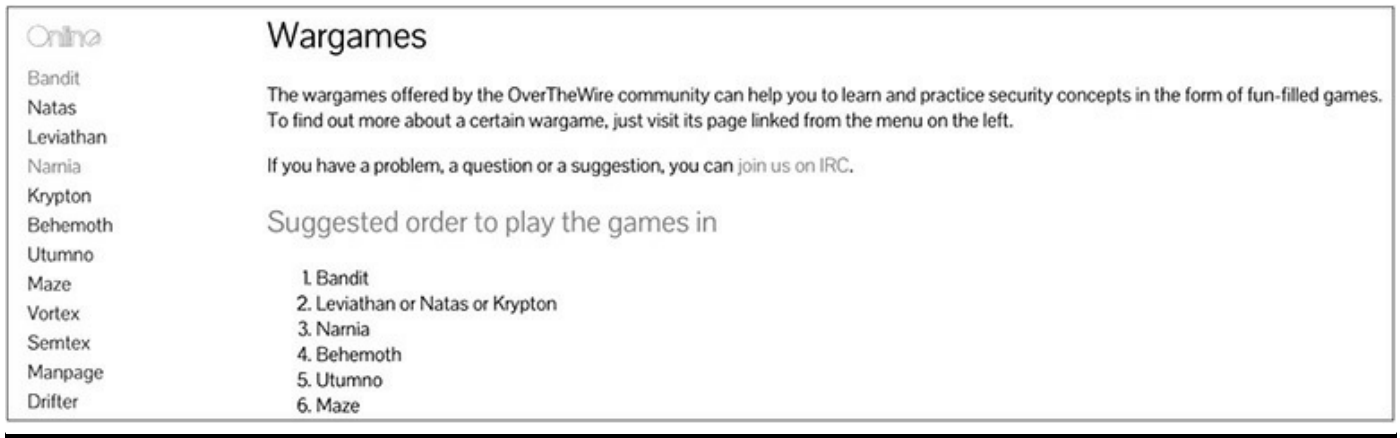 Online
Bandit
Natas
Leviathan
Narnia
Krypton
Behemoth
Utumno
Maze
Vortex
Semtex
Manpage
Drifter
Wargames
The wargames offered by the OverTheWire community can help you to learn and practice security concepts in the form of fun-filled games.
To find out more about a certain wargame, just visit its page linked from the menu on the left.
If you have a problem, a question or a suggestion, you can join us on IRC.
Suggested order to play the games in
1. Bandit
2. Leviathan or Natas or Krypton
3. Narnia
4. Behemoth
5. Utumno
6. Maze